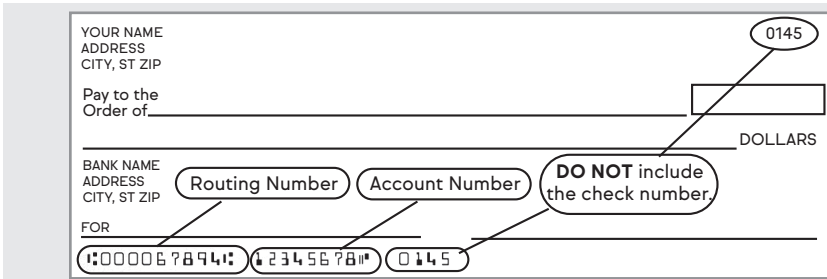 YOUR NAME
ADDRESS
CITY, ST ZIP
0145
Pay to the
Order of
DOLLARS
BANK NAME
ADDRESS
CITY, ST ZIP
Routing Number
Account Number
DO NOT include
the check number.
FOR
⑆000067894⑆ 12345678⑈ 0145